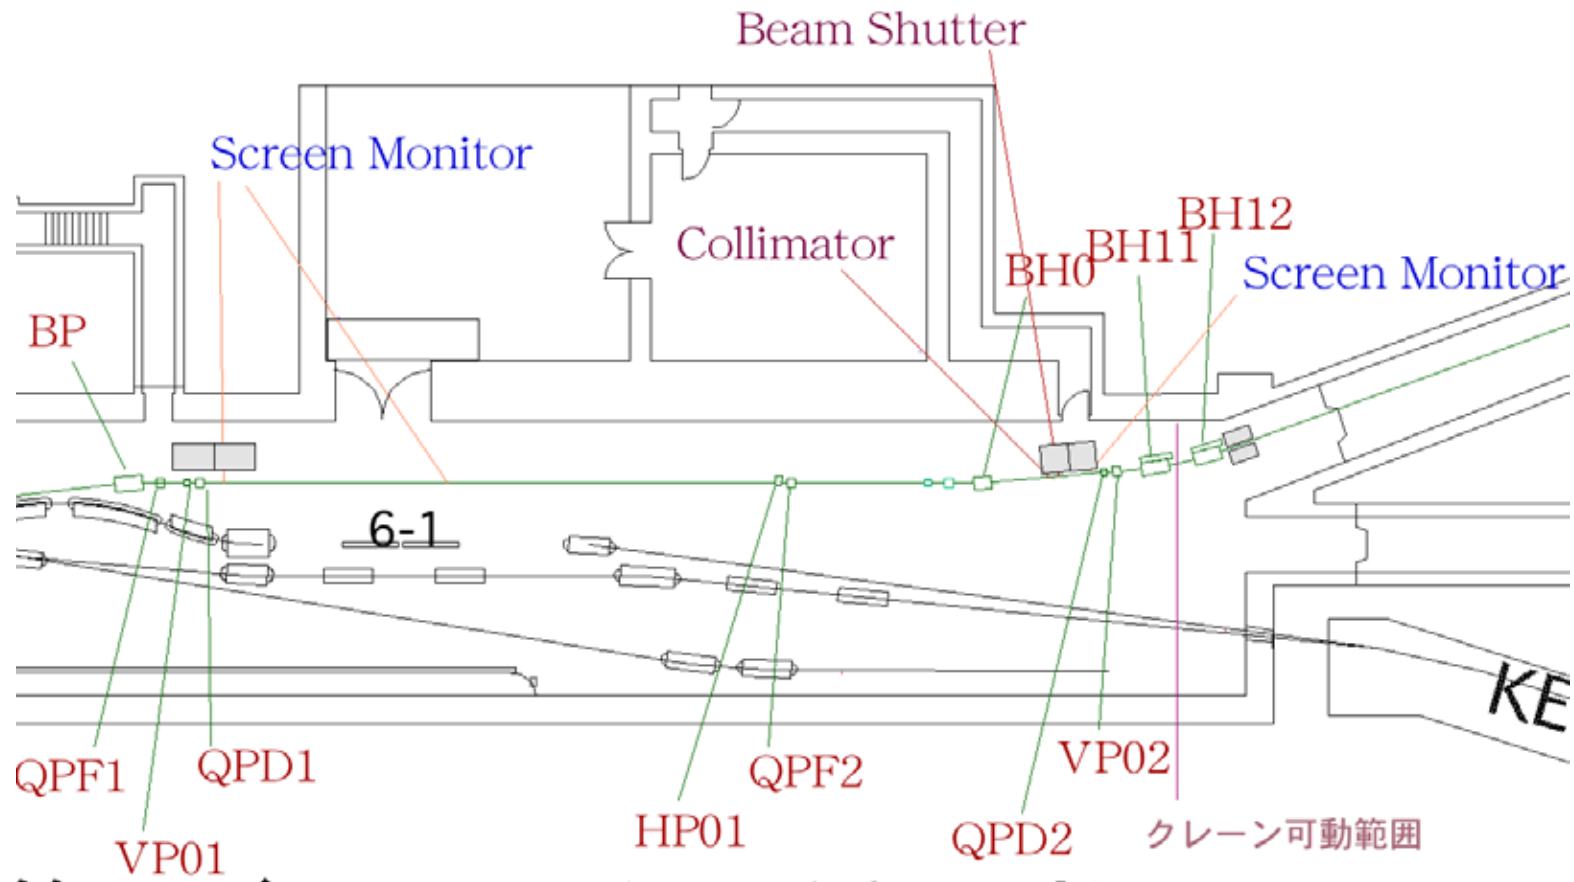 Beam Shutter
Screen Monitor
BH12
Collimator
BH11
BH0
Screen Monitor
BP
6-1
KE
QPF1
QPD1
VP02
QPF2
HP01
QPD2
クレーン可動範囲
VP01